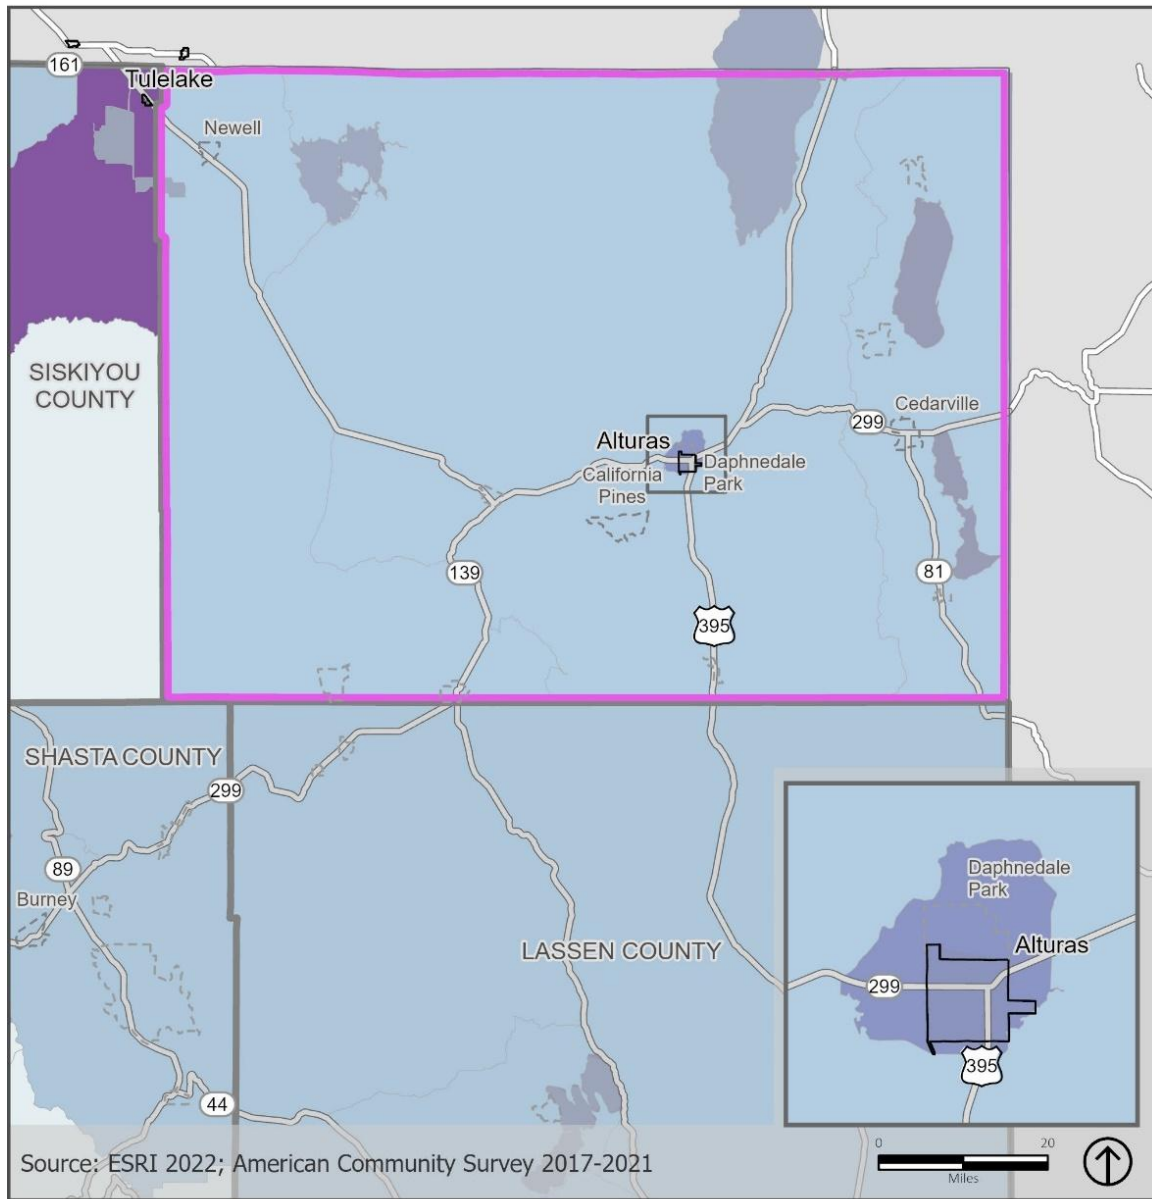 161
Tulelake
Newell
SISKIYOU
COUNTY
Cedarville
299
Alturas
Daphnedale
Park
California
Pines
139
81
395
SHASTA COUNTY
299
89
Burney
LASSEN COUNTY
44
Daphnedale
Park
Alturas
299
395
Source: ESRI 2022; American Community Survey 2017-2021
0 20
Miles